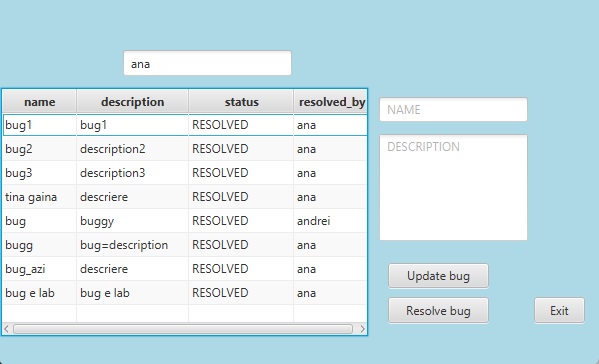 ana
name description status resolved_by
bug1 bug1 RESOLVED ana
bug2 description2 RESOLVED ana
bug3 description3 RESOLVED ana
tina gaina descriere RESOLVED ana
bug buggy RESOLVED andrei
bugg bug=description RESOLVED ana
bug_azi descriere RESOLVED ana
bug e lab bug e lab RESOLVED ana
NAME
DESCRIPTION
Update bug
Resolve bug
Exit